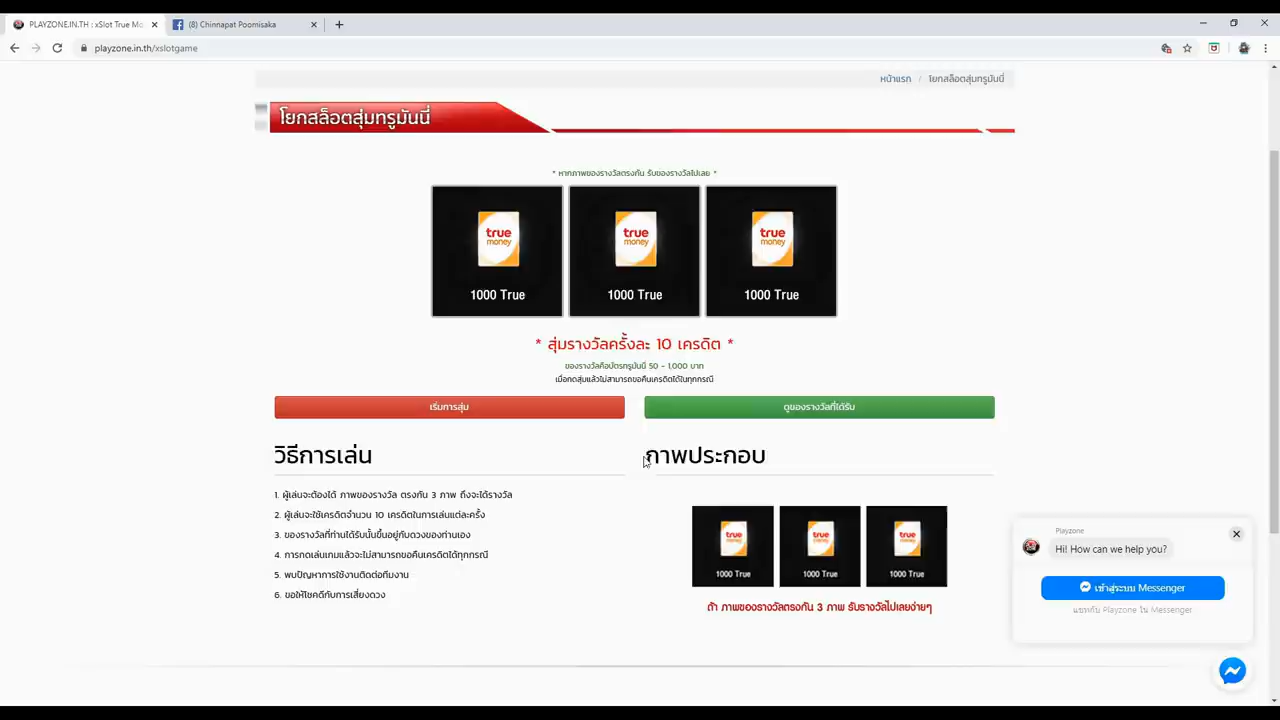 PLAYZONE.IN.TH : xSlot True Mo
(8) Chinnapat Poomisaka
playzone.in.th/xslotgame
หน้าแรก / โยกสล็อตสุ่มทรูมันนี่
โยกสล็อตสุ่มทรูมันนี่
* หากภาพของรางวัลตรงกัน รับของรางวัลไปเลย *
true money
1000 True
true money
1000 True
true money
1000 True
* สุ่มรางวัลครั้งละ 10 เครดิต *
ของรางวัลคือบัตรทรูมันนี่ 50 - 1,000 บาท
เมื่อกดสุ่มแล้วไม่สามารถขอคืนเครดิตได้ในทุกกรณี
เริ่มการสุ่ม
ดูของรางวัลที่ได้รับ
วิธีการเล่น
1. ผู้เล่นจะต้องได้ ภาพของรางวัล ตรงกัน 3 ภาพ ถึงจะได้รางวัล
2. ผู้เล่นจะใช้เครดิตจำนวน 10 เครดิตในการเล่นแต่ละครั้ง
3. ของรางวัลที่ท่านได้รับนั้นขึ้นอยู่กับดวงของท่านเอง
4. การกดเล่นเกมแล้วจะไม่สามารถขอคืนเครดิตได้ทุกกรณี
5. พบปัญหาการใช้งานติดต่อทีมงาน
6. ขอให้โชคดีกับการเสี่ยงดวง
ภาพประกอบ
true money
1000 True
true money
1000 True
true money
1000 True
ถ้า ภาพของรางวัลตรงกัน 3 ภาพ รับรางวัลไปเลยง่ายๆ
Playzone
Hi! How can we help you?
เข้าสู่ระบบ Messenger
แชทกับ Playzone ใน Messenger